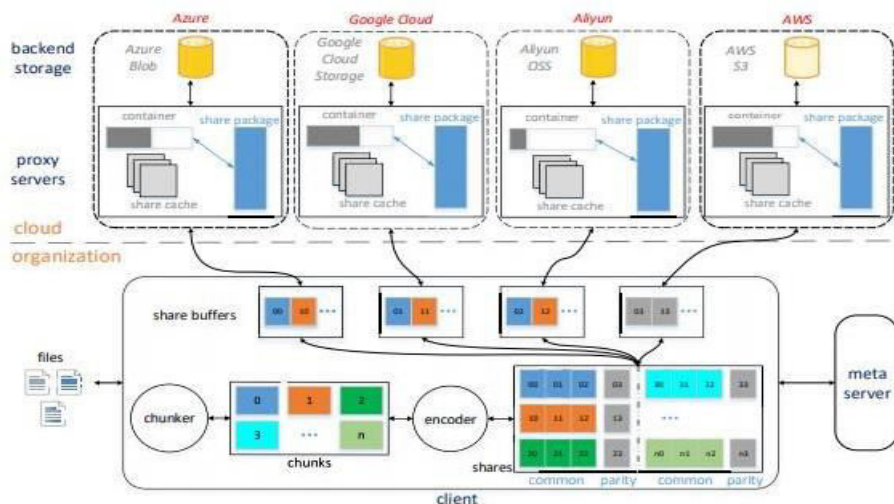 Azure
Google Cloud
Aliyun
AWS
backend
storage
Azure
Blob
Google
Cloud
Storage
Aliyun
OSS
AWS
S3
container
share package
container
share package
container
share package
container
share package
proxy
servers
share cache
share cache
share cache
share cache
cloud
organization
share buffers
00 10 ...
01 11 ...
02 12 ...
03 13 ...
files
chunker
0 1 2
3 ... n
chunks
encoder
00 01 02 03
10 11 12 13
20 21 22 23
30 31 32 33
...
n0 n1 n2 n3
shares
common parity common parity
meta
server
client